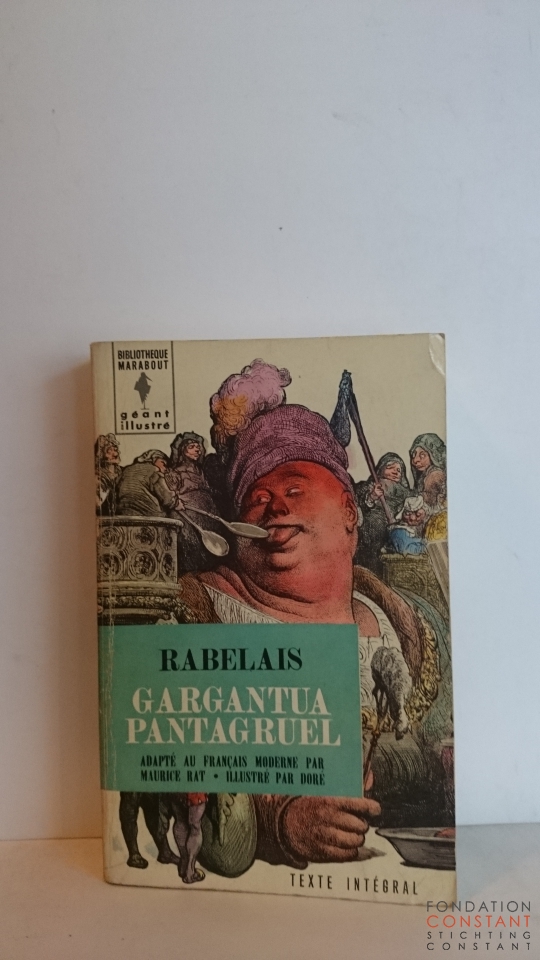 BIBLIOTHEQUE
MARABOUT
géant
illustré
RABELAIS
GARGANTUA
PANTAGRUEL
ADAPTÉ AU FRANÇAIS MODERNE PAR
MAURICE RAT • ILLUSTRÉ PAR DORÉ
TEXTE INTÉGRAL
FONDATION
CONSTANT
STICHTING
CONSTANT